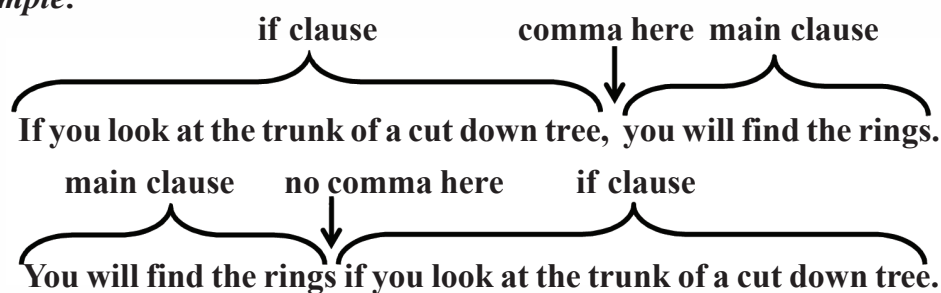 if clause comma here main clause
If you look at the trunk of a cut down tree, you will find the rings.
main clause no comma here if clause
You will find the rings if you look at the trunk of a cut down tree.